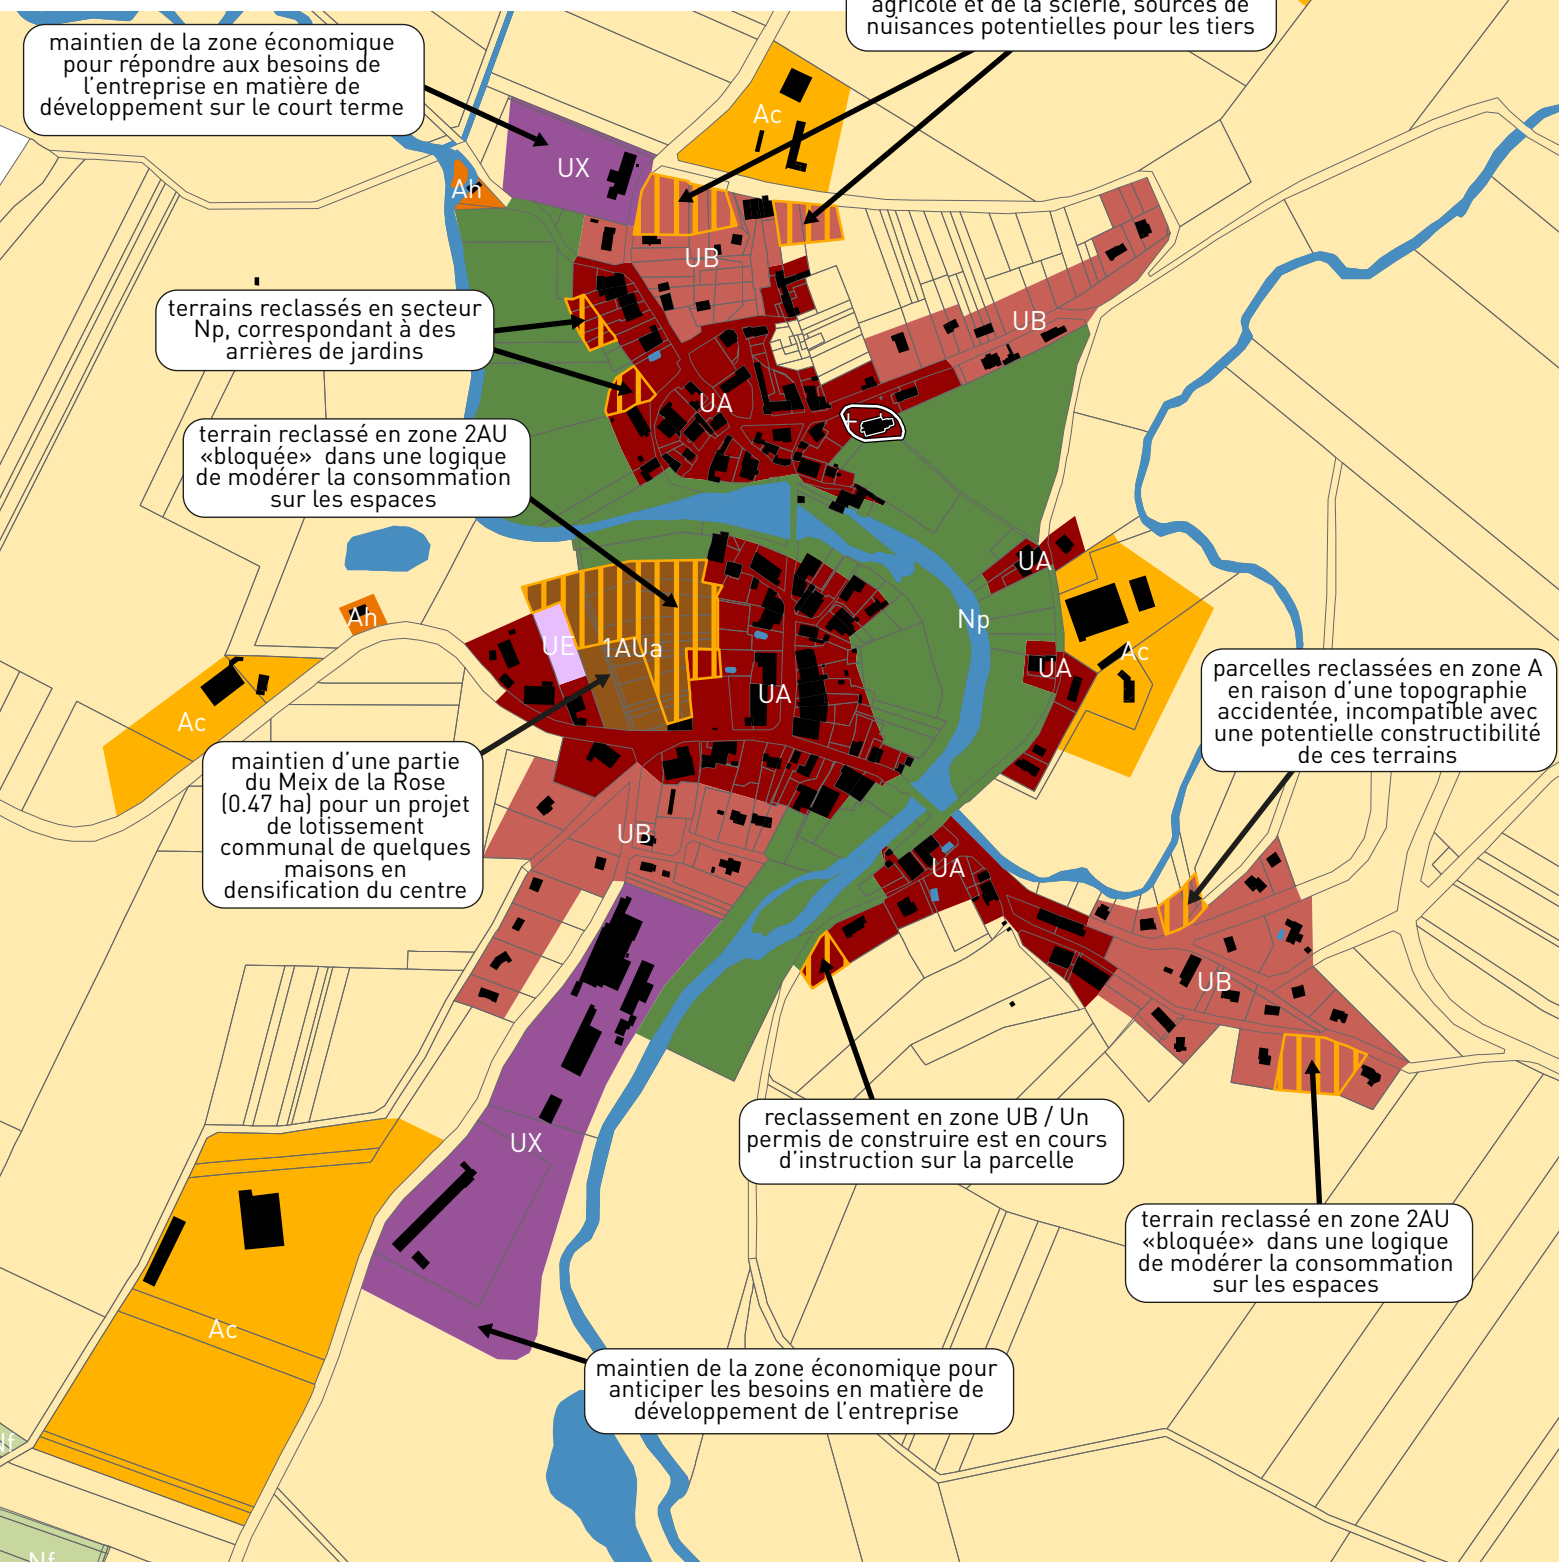 agricole et de la scierie, sources de
nuisances potentielles pour les tiers
maintien de la zone économique
pour répondre aux besoins de
l'entreprise en matière de
développement sur le court terme
Ac
UX
Ah
UB
terrains reclassés en secteur
Np, correspondant à des
arrières de jardins
UB
UA
terrain reclassé en zone 2AU
«bloquée» dans une logique
de modérer la consommation
sur les espaces
UA
Ah
Np
UE
1AUa
Ac
UA
UA
parcelles reclassées en zone A
en raison d'une topographie
accidentée, incompatible avec
une potentielle constructibilité
de ces terrains
Ac
maintien d'une partie
du Meix de la Rose
(0.47 ha) pour un projet
de lotissement
communal de quelques
maisons en
densification du centre
UB
UA
UB
reclassement en zone UB / Un
permis de construire est en cours
d'instruction sur la parcelle
UX
terrain reclassé en zone 2AU
«bloquée» dans une logique
de modérer la consommation
sur les espaces
Ac
maintien de la zone économique pour
anticiper les besoins en matière de
développement de l'entreprise
Nf
Nf